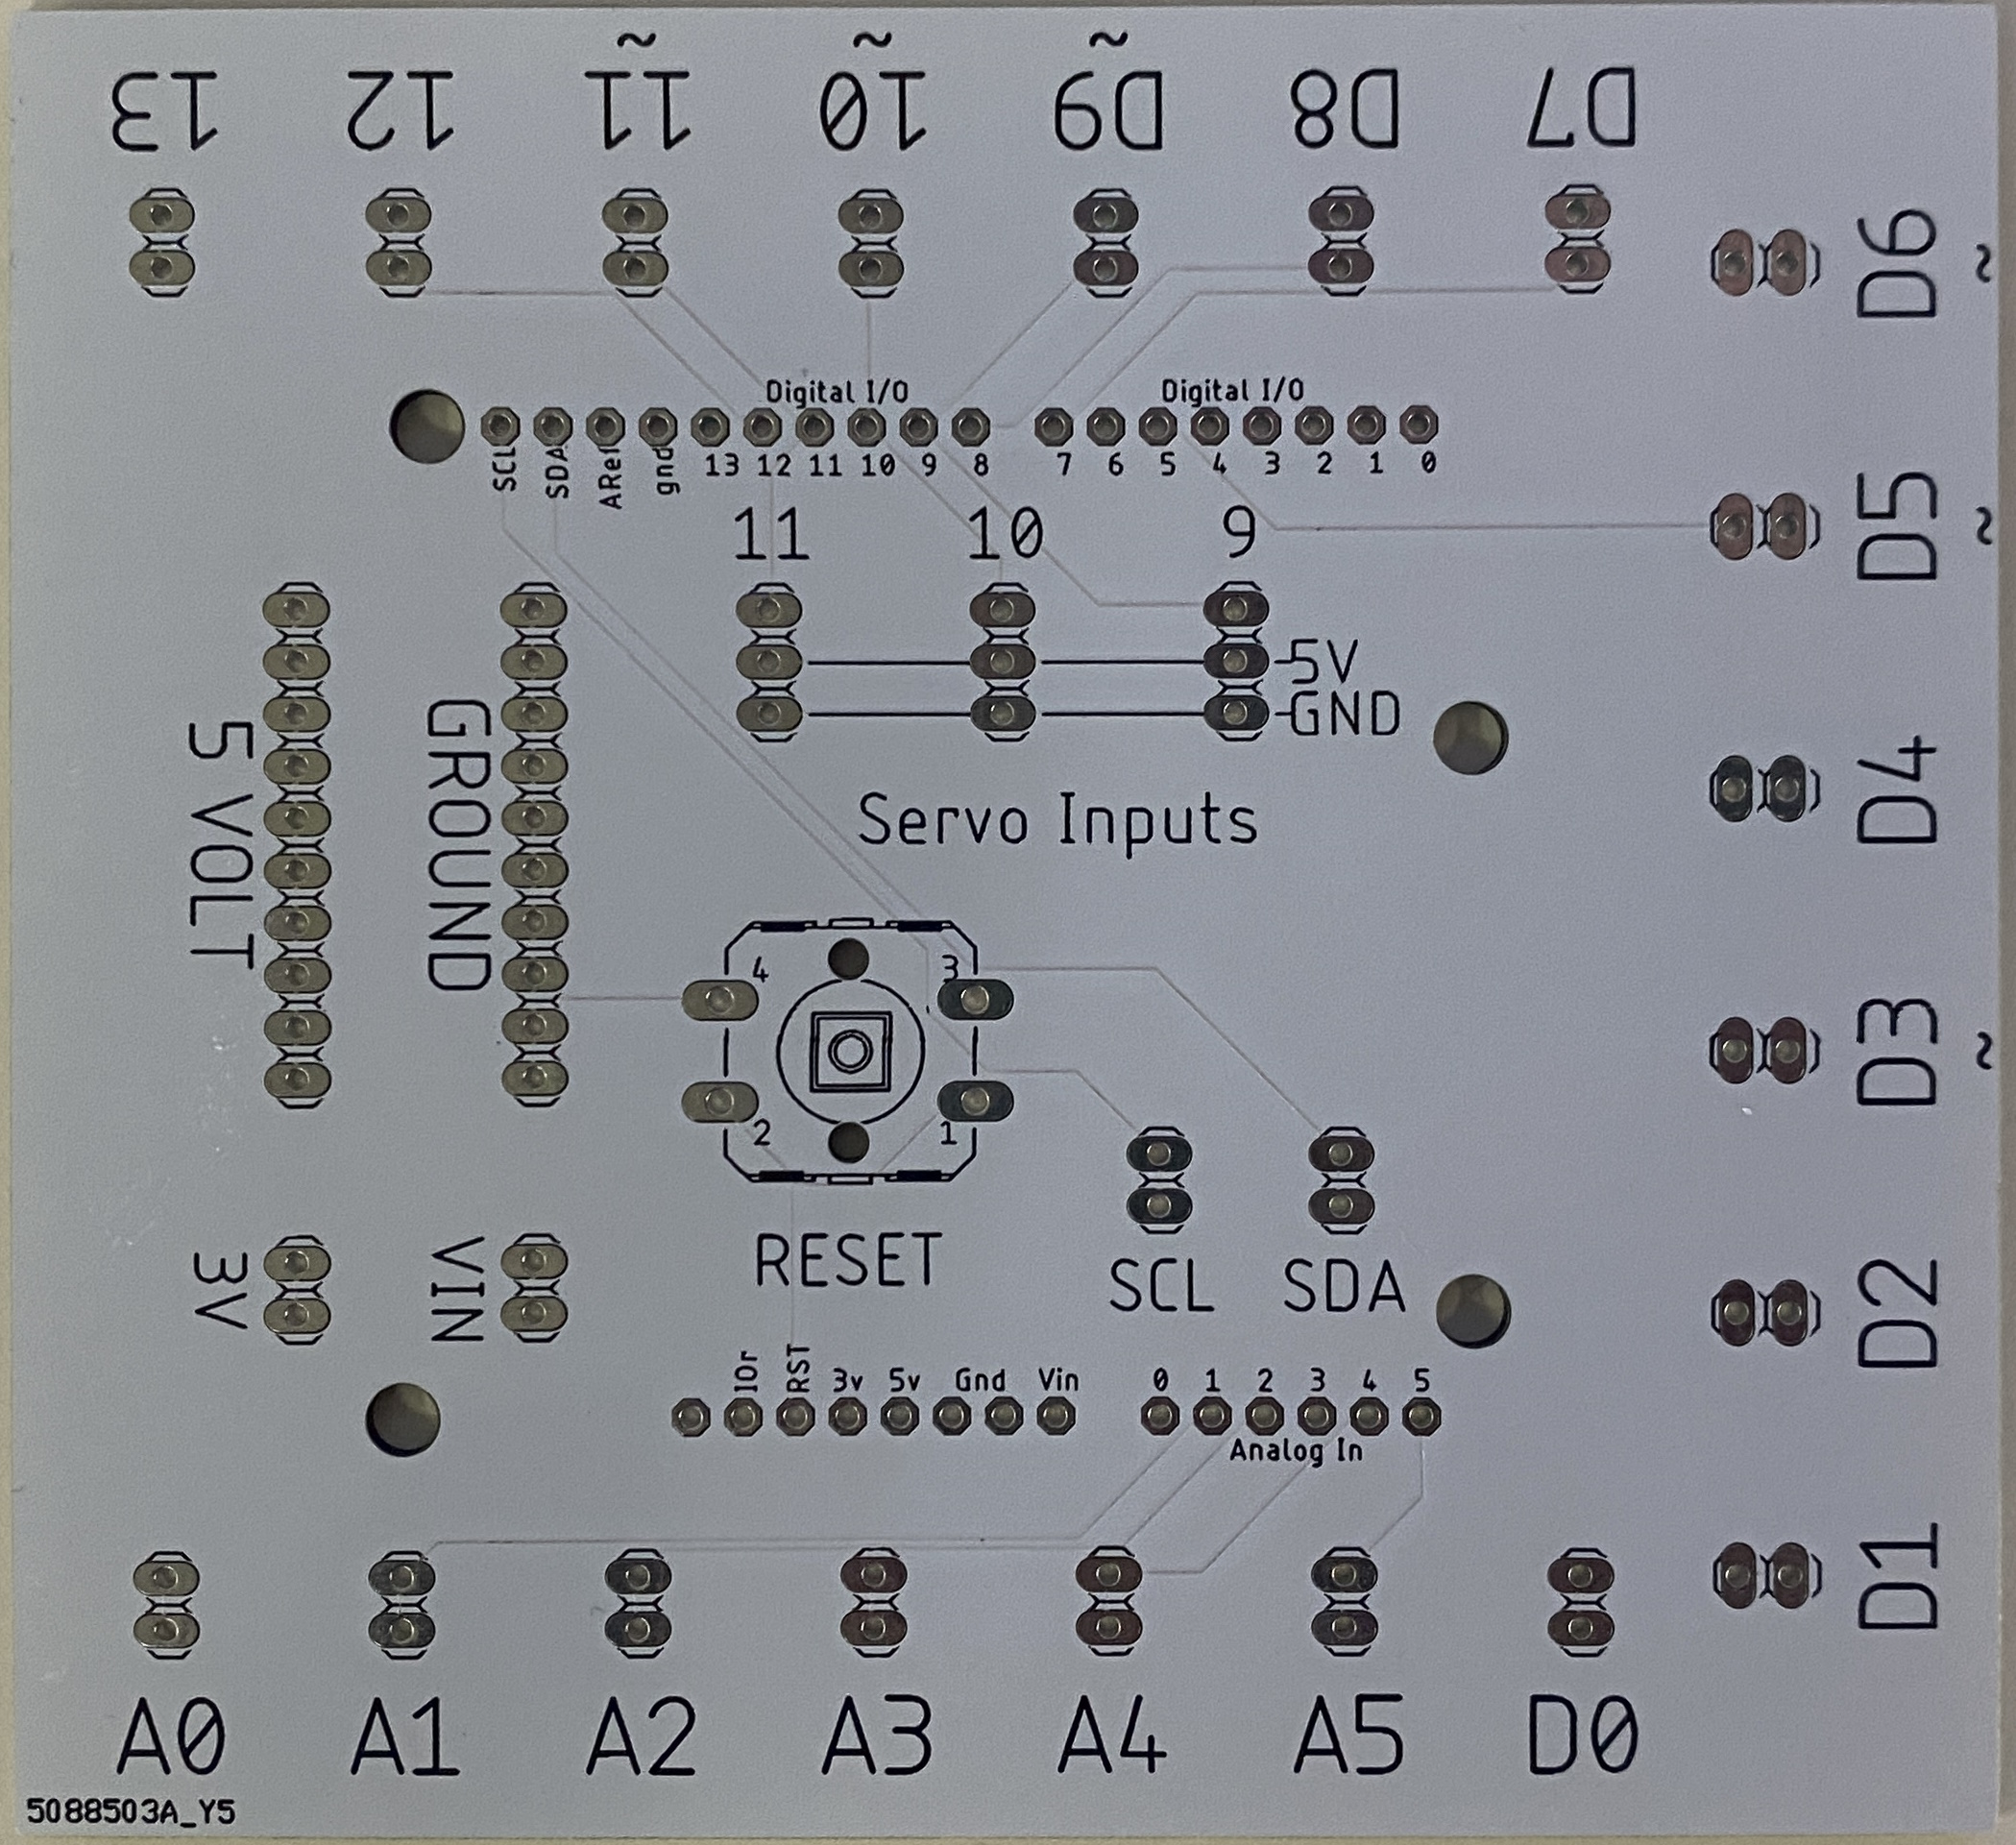 ~ ~ ~
13 12 11 10 D9 D8 D7
D6 ~
Digital I/O Digital I/O
SCL SDA ARef gnd 13 12 11 10 9 8 7 6 5 4 3 2 1 0
11 10 9
D5 ~
5V
GND
5 VOLT
GROUND
D4
Servo Inputs
4 3
2 1
D3 ~
RESET
SCL SDA
3V
VIN
D2
IOr RST 3v 5v Gnd Vin 0 1 2 3 4 5
Analog In
D1
A0 A1 A2 A3 A4 A5 D0
5088503A_Y5